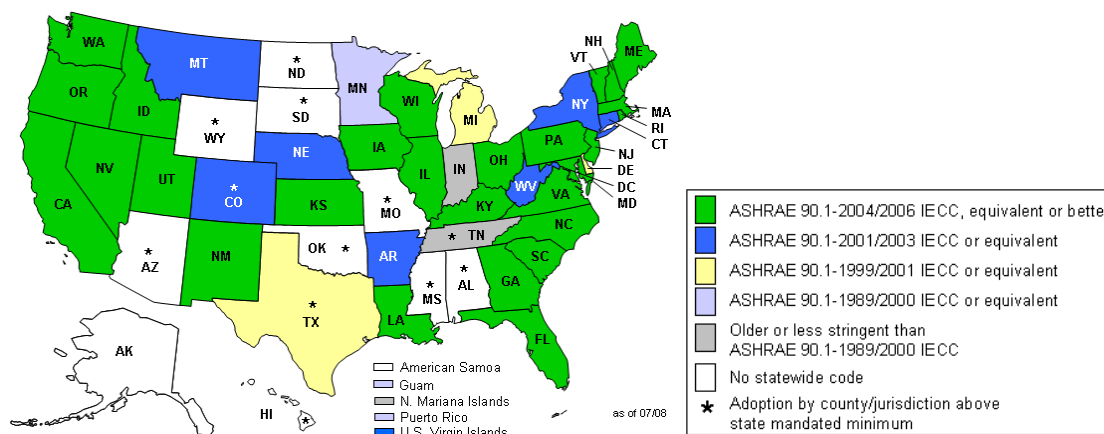 WA
MT
* ND
MN
OR
ID
* SD
WI
MI
VT
NH
ME
* WY
NY
MA
RI
CT
NE
IA
PA
NJ
NV
UT
* CO
IL
IN
OH
DE
DC
MD
WV
VA
CA
KS
* MO
KY
* AZ
NM
OK *
AR
* TN
NC
SC
* TX
LA
* MS
* AL
GA
FL
AK
HI
*
American Samoa
Guam
N. Mariana Islands
Puerto Rico
U.S. Virgin Islands
as of 07/08
ASHRAE 90.1-2004/2006 IECC, equivalent or bette
ASHRAE 90.1-2001/2003 IECC or equivalent
ASHRAE 90.1-1999/2001 IECC or equivalent
ASHRAE 90.1-1989/2000 IECC or equivalent
Older or less stringent than
ASHRAE 90.1-1989/2000 IECC
No statewide code
* Adoption by county/jurisdiction above
state mandated minimum